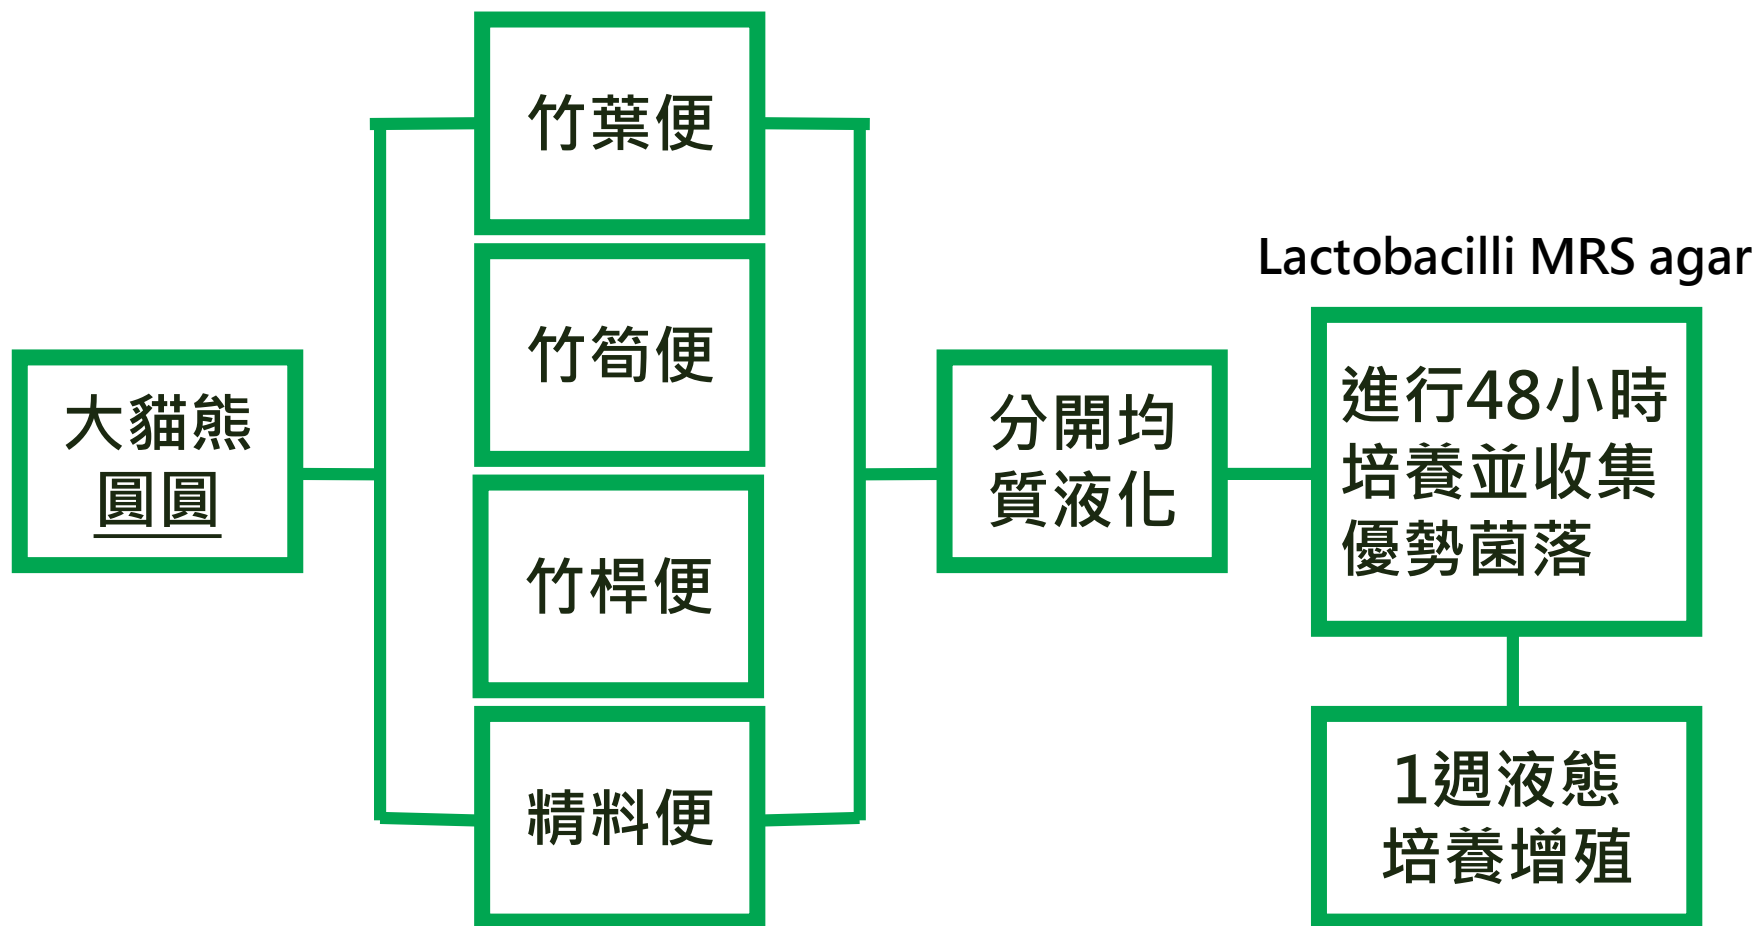 大貓熊
圓圓
竹葉便
竹筍便
竹桿便
精料便
分開均
質液化
Lactobacilli MRS agar
進行48小時
培養並收集
優勢菌落
1週液態
培養增殖